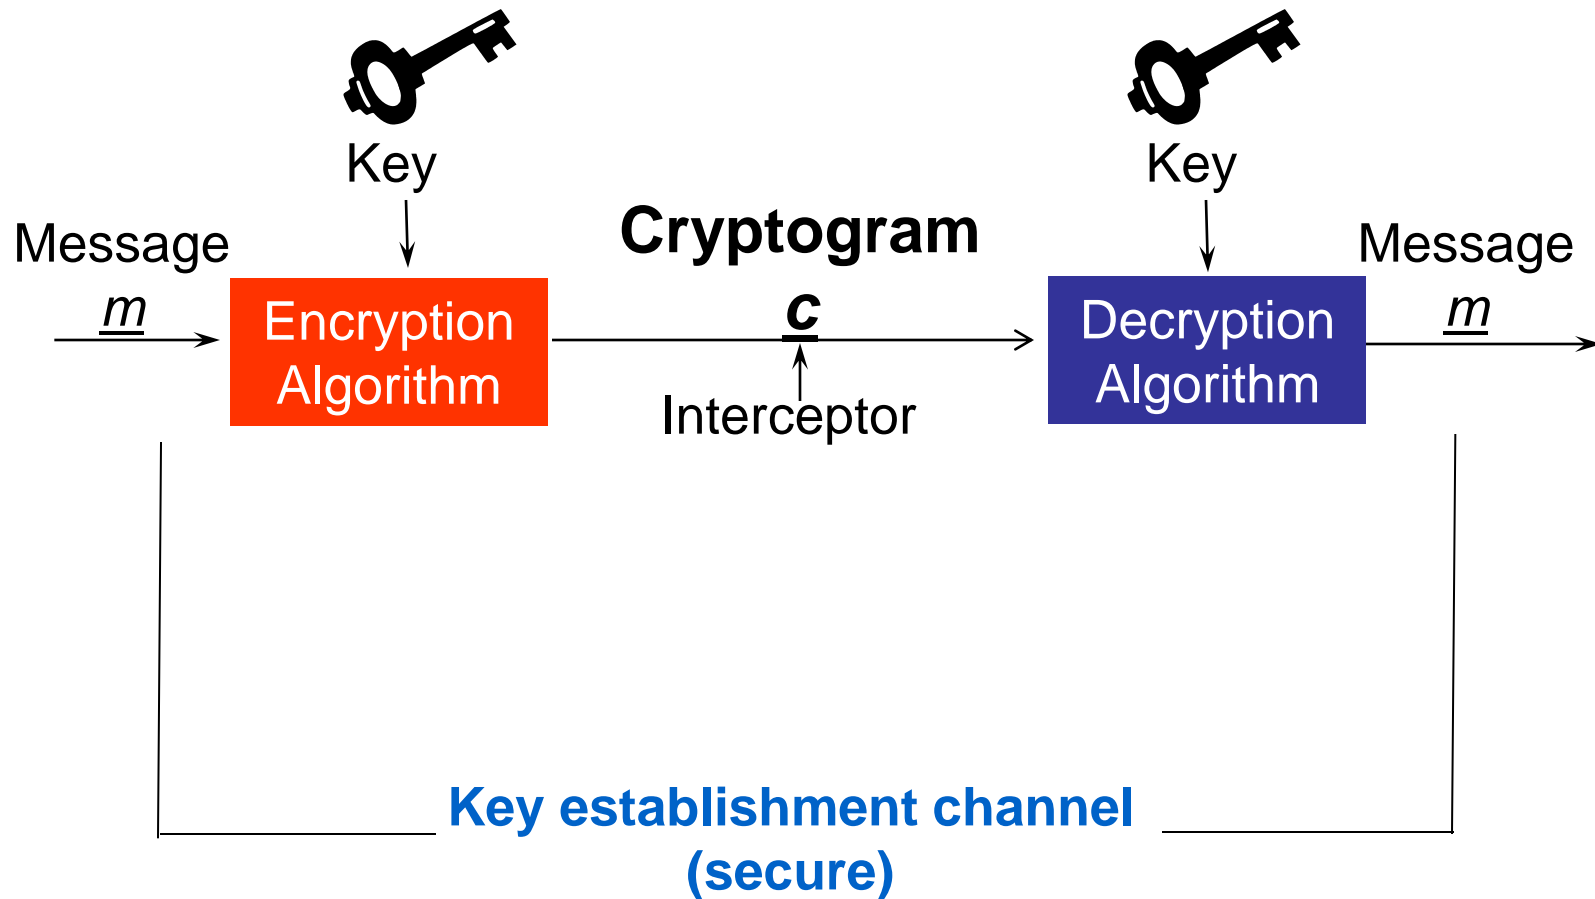 Key
Key
Message
Cryptogram
Message
m
Encryption
Algorithm
c
Decryption
Algorithm
m
Interceptor
Key establishment channel
(secure)